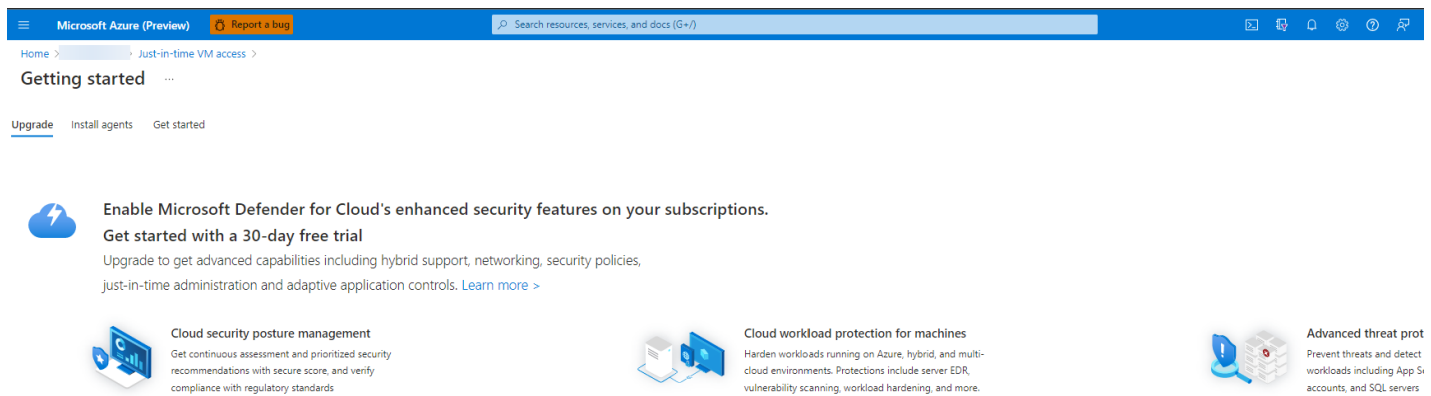 Microsoft Azure (Preview) Report a bug Search resources, services, and docs (G+/)
Home > > Just-in-time VM access >
Getting started ...
Upgrade Install agents Get started
Enable Microsoft Defender for Cloud's enhanced security features on your subscriptions.
Get started with a 30-day free trial
Upgrade to get advanced capabilities including hybrid support, networking, security policies,
just-in-time administration and adaptive application controls. Learn more >
Cloud security posture management
Get continuous assessment and prioritized security
recommendations with secure score, and verify
compliance with regulatory standards
Cloud workload protection for machines
Harden workloads running on Azure, hybrid, and multi-
cloud environments. Protections include server EDR,
vulnerability scanning, workload hardening, and more.
Advanced threat prot
Prevent threats and detect
workloads including App Se
accounts, and SQL servers